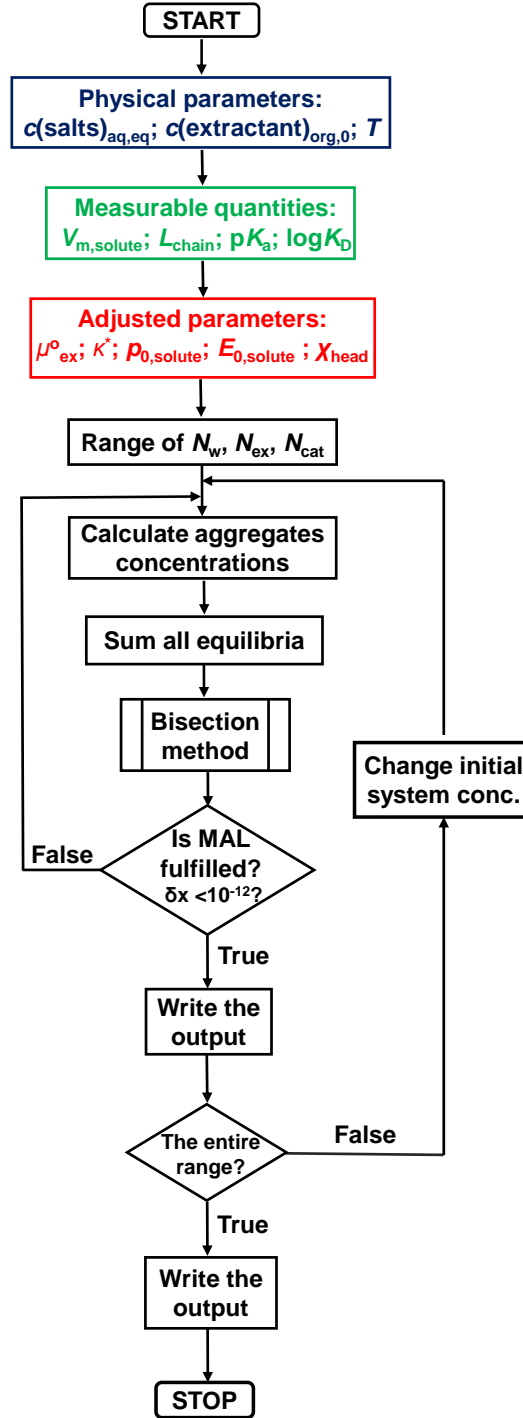 START
Physical parameters:
c(salts)aq,eq; c(extractant)org,0; T
Measurable quantities:
Vm,solute; Lchain; pKa; logKD
Adjusted parameters:
μ°ex; κ*; p0,solute; E0,solute ; χhead
Range of Nw, Nex, Ncat
Calculate aggregates
concentrations
Sum all equilibria
Bisection
method
Change initial
system conc.
False
Is MAL
fulfilled?
δx <10⁻¹²?
True
Write the
output
The entire
range?
False
True
Write the
output
STOP